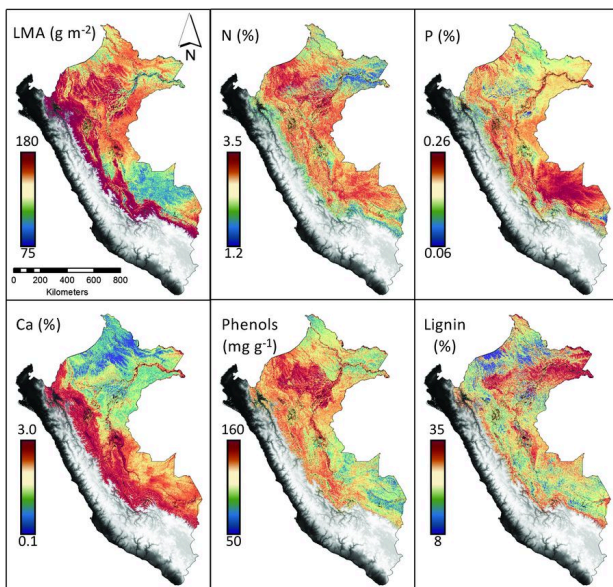 LMA (g m⁻²)
N
180
75
0 200 400 600 800
Kilometers
N (%)
3.5
1.2
P (%)
0.26
0.06
Ca (%)
3.0
0.1
Phenols
(mg g⁻¹)
160
50
Lignin
(%)
35
8